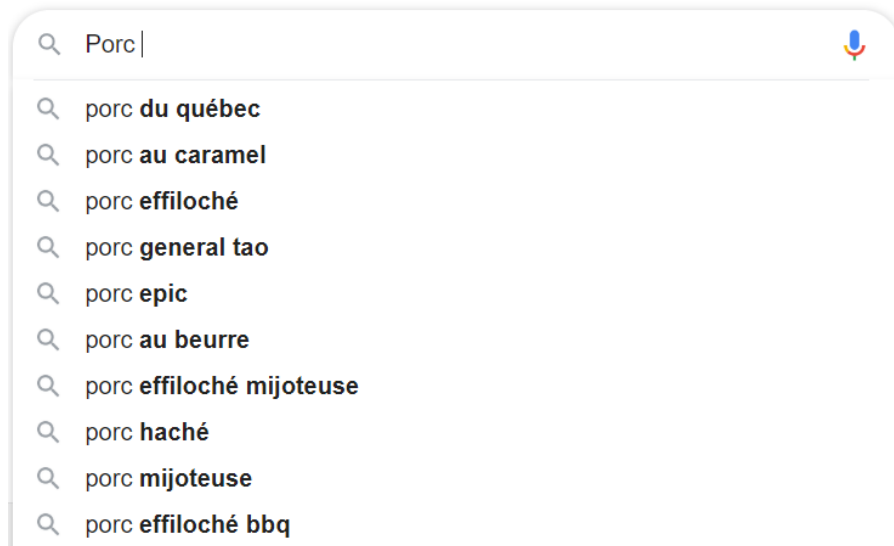 Porc
porc du québec
porc au caramel
porc effiloché
porc general tao
porc epic
porc au beurre
porc effiloché mijoteuse
porc haché
porc mijoteuse
porc effiloché bbq